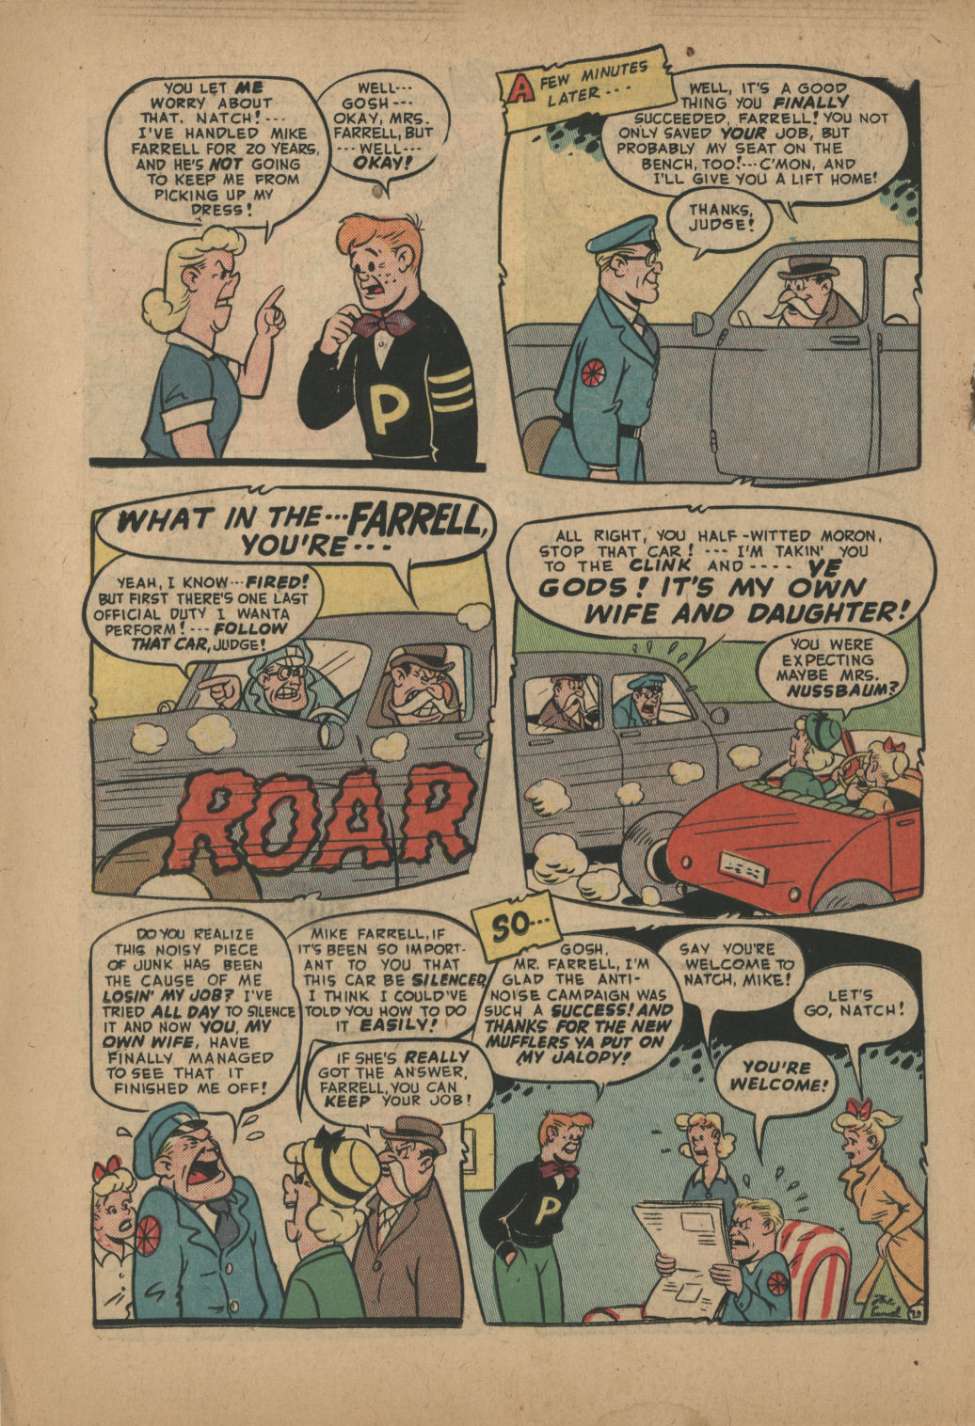 YOU LET ME
WORRY ABOUT
THAT, NATCH!---
I'VE HANDLED MIKE
FARRELL FOR 20 YEARS,
AND HE'S NOT GOING
TO KEEP ME FROM
PICKING UP MY
DRESS!
WELL---
GOSH---
OKAY, MRS.
FARRELL, BUT
---WELL---
OKAY!
P
A FEW MINUTES
LATER---
WELL, IT'S A GOOD
THING YOU FINALLY
SUCCEEDED, FARRELL! YOU NOT
ONLY SAVED YOUR JOB, BUT
PROBABLY MY SEAT ON THE
BENCH, TOO!---C'MON, AND
I'LL GIVE YOU A LIFT HOME!
THANKS,
JUDGE!
WHAT IN THE---FARRELL,
YOU'RE---
YEAH, I KNOW---FIRED!
BUT FIRST THERE'S ONE LAST
OFFICIAL DUTY I WANTA
PERFORM!---FOLLOW
THAT CAR, JUDGE!
ROAR
ALL RIGHT, YOU HALF-WITTED MORON,
STOP THAT CAR! --- I'M TAKIN' YOU
TO THE CLINK AND---- YE
GODS! IT'S MY OWN
WIFE AND DAUGHTER!
YOU WERE
EXPECTING
MAYBE MRS.
NUSSBAUM?
DO YOU REALIZE
THIS NOISY PIECE
OF JUNK HAS BEEN
THE CAUSE OF ME
LOSIN' MY JOB? I'VE
TRIED ALL DAY TO SILENCE
IT AND NOW YOU, MY
OWN WIFE, HAVE
FINALLY MANAGED
TO SEE THAT IT
FINISHED ME OFF!
MIKE FARRELL, IF
IT'S BEEN SO IMPORT-
ANT TO YOU THAT
THIS CAR BE SILENCED,
I THINK I COULD'VE
TOLD YOU HOW TO DO
IT EASILY!
IF SHE'S REALLY
GOT THE ANSWER,
FARRELL, YOU CAN
KEEP YOUR JOB!
SO---
GOSH,
MR. FARRELL, I'M
GLAD THE ANTI-
NOISE CAMPAIGN WAS
SUCH A SUCCESS! AND
THANKS FOR THE NEW
MUFFLERS YA PUT ON
MY JALOPY!
SAY YOU'RE
WELCOME TO
NATCH, MIKE!
LET'S
GO, NATCH!
YOU'RE
WELCOME!
P